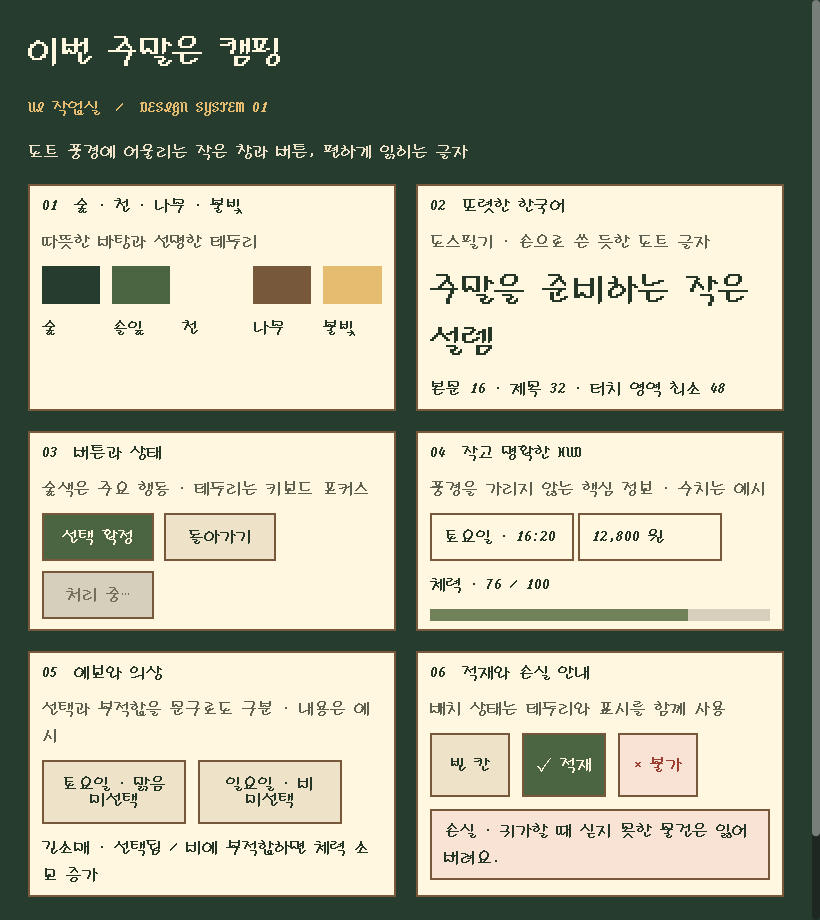 이번 주말은 캠핑
UI 작업실 / DESIGN SYSTEM 01
도트 풍경에 어울리는 작은 창과 버튼, 편하게 읽히는 글자
01 숲 · 천 · 나무 · 불빛
따뜻한 바탕과 선명한 테두리
숲 솔잎 천 나무 불빛
02 또렷한 한국어
도스필기 · 손으로 쓴 듯한 도트 글자
주말을 준비하는 작은
설렘
본문 16 · 제목 32 · 터치 영역 최소 48
03 버튼과 상태
숲색은 주요 행동 · 테두리는 키보드 포커스
선택 확정 돌아가기
처리 중…
04 작고 명확한 HUD
풍경을 가리지 않는 핵심 정보 · 수치는 예시
토요일 · 16:20 12,800 원
체력 · 76 / 100
05 예보와 의상
선택과 부적합을 문구로도 구분 · 내용은 예
시
토요일 · 맑음
미선택
일요일 · 비
미선택
긴소매 · 선택됨 / 비에 부적합하면 체력 소
모 증가
06 적재와 손실 안내
배치 상태는 테두리와 표시를 함께 사용
빈 칸 ✓ 적재 × 불가
손실 · 귀가할 때 싣지 못한 물건은 잃어
버려요.